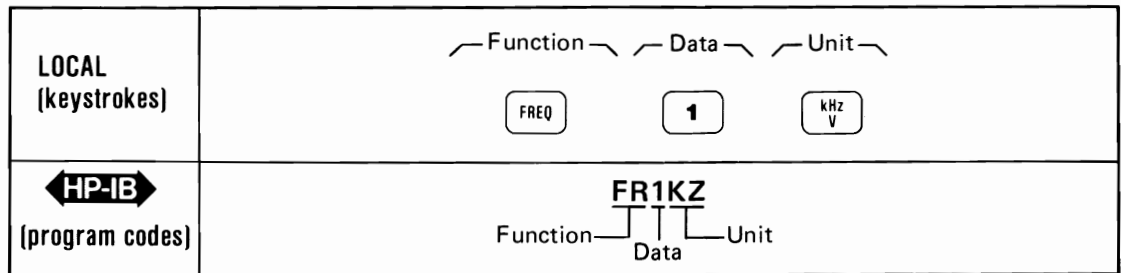 LOCAL
(keystrokes)
Function Data Unit
FREQ 1 kHz
V
HP-IB
(program codes)
FR1KZ
Function Data Unit